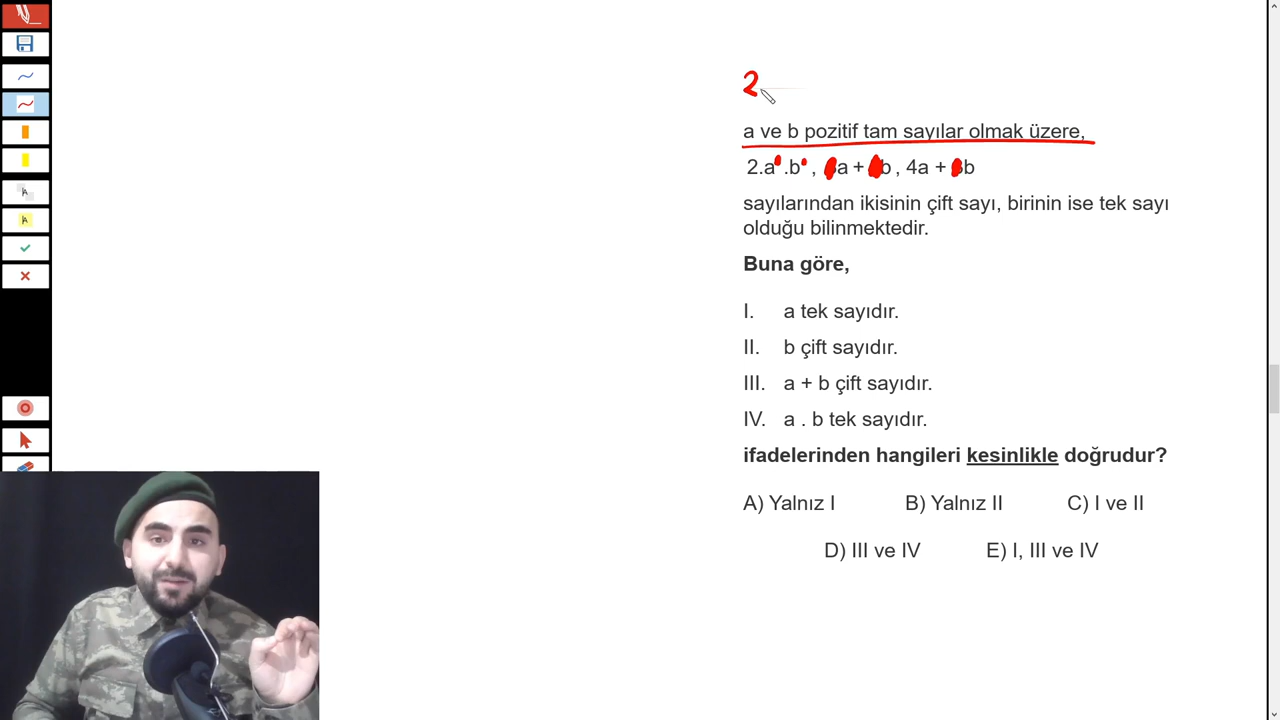 2
a ve b pozitif tam sayılar olmak üzere,
2.a .b , a + b , 4a + b
sayılarından ikisinin çift sayı, birinin ise tek sayı
olduğu bilinmektedir.
Buna göre,
I. a tek sayıdır.
II. b çift sayıdır.
III. a + b çift sayıdır.
IV. a . b tek sayıdır.
ifadelerinden hangileri kesinlikle doğrudur?
A) Yalnız I B) Yalnız II C) I ve II
D) III ve IV E) I, III ve IV